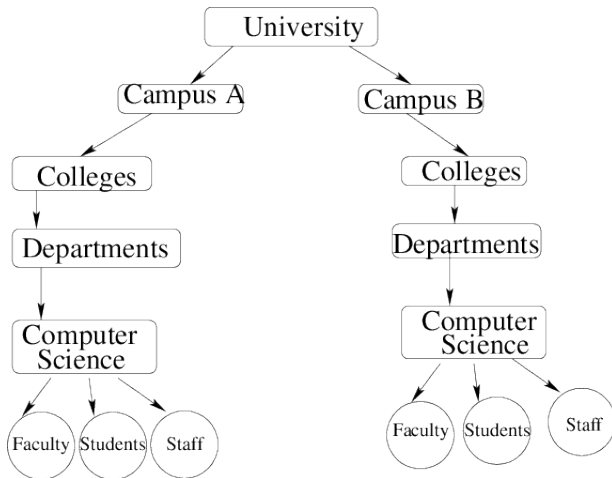 University
Campus A
Campus B
Colleges
Colleges
Departments
Departments
Computer
Science
Computer
Science
Faculty
Students
Staff
Faculty
Students
Staff